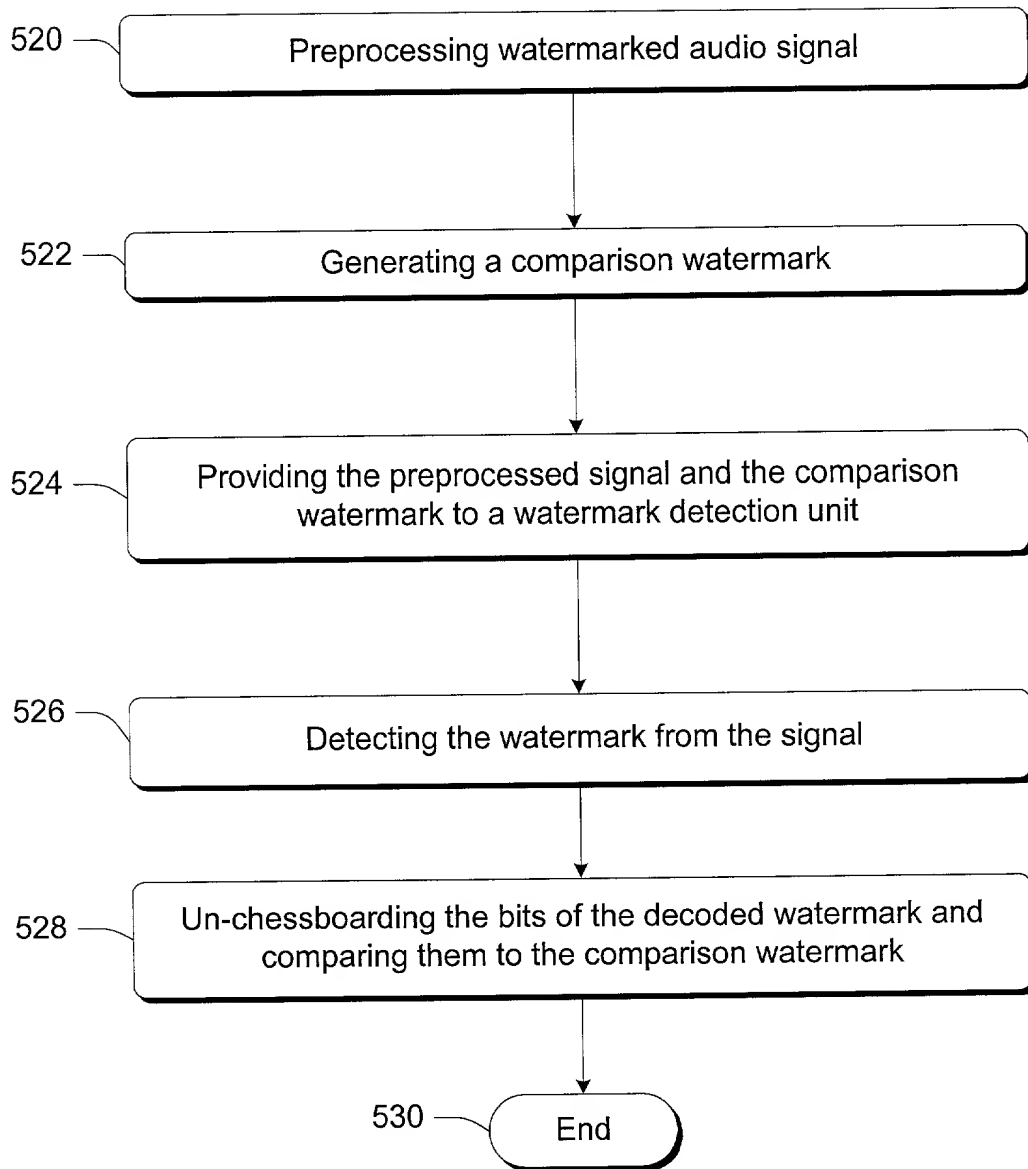 520
Preprocessing watermarked audio signal
522
Generating a comparison watermark
524
Providing the preprocessed signal and the comparison
watermark to a watermark detection unit
526
Detecting the watermark from the signal
528
Un-chessboarding the bits of the decoded watermark and
comparing them to the comparison watermark
530
End